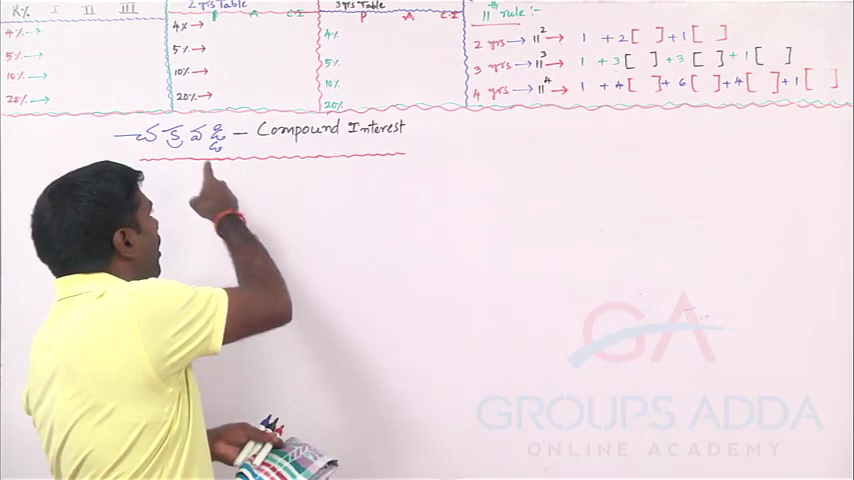 R% I II III
4% →
5% →
10% →
20% →
2 yrs Table
P A C.I
4% →
5% →
10% →
20% →
3 yrs Table
P A C.I
4%
5%
10%
20%
11th rule :-
2 yrs → 11² → 1 + 2[ ] + 1[ ]
3 yrs → 11³ → 1 + 3[ ] + 3[ ] + 1[ ]
4 yrs → 11⁴ → 1 + 4[ ] + 6[ ] + 4[ ] + 1[ ]
చక్రవడ్డీ – Compound Interest
GA
GROUPS ADDA
ONLINE ACADEMY